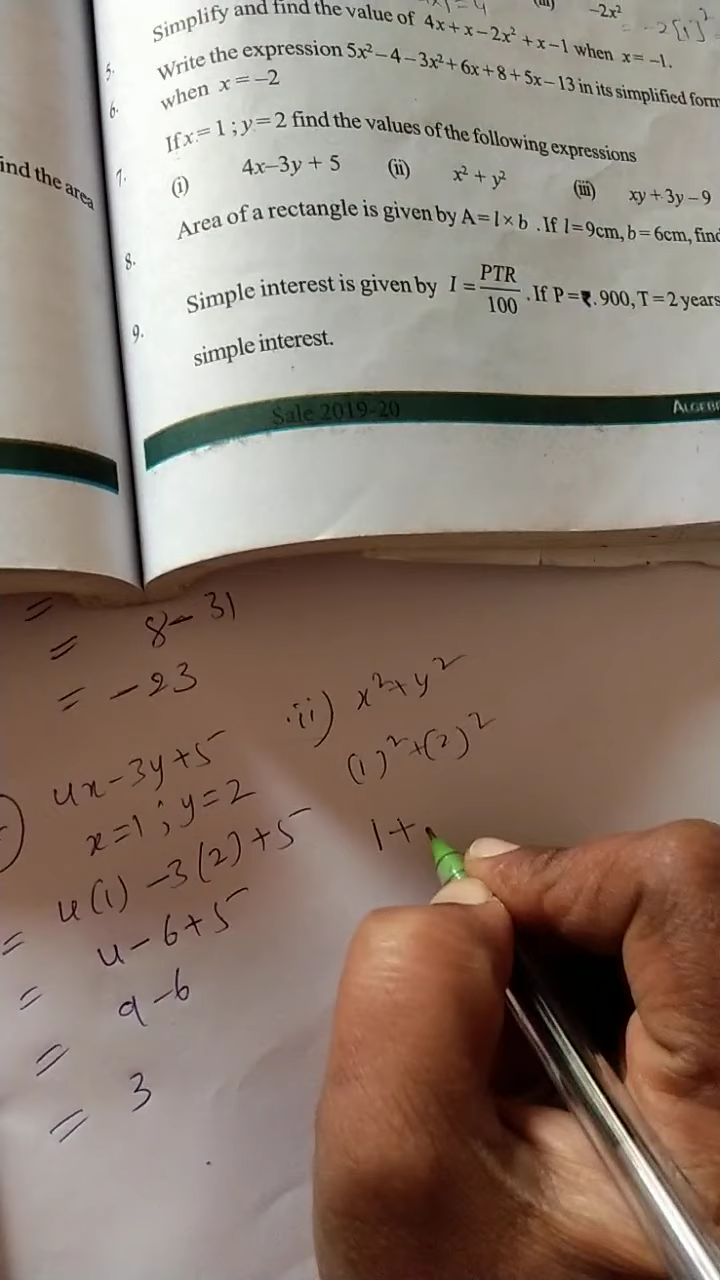 (iii) -2x²
= -2[1]²
5. Simplify and find the value of 4x+x−2x²+x−1 when x=−1.
6. Write the expression 5x²−4−3x²+6x+8+5x−13 in its simplified form
when x=−2
7. If x=1 ; y=2 find the values of the following expressions
(i) 4x−3y+5 (ii) x²+y² (iii) xy+3y−9
8. Area of a rectangle is given by A=l×b .If l=9cm, b=6cm, find
9. Simple interest is given by I = PTR/100 .If P=₹.900, T=2 years
simple interest.
Sale 2019-20
ind the area
=
= 8-31
= -23
4x-3y+5
x=1; y=2
= 4(1)-3(2)+5
= 4-6+5
= 9-6
= 3
ii) x²+y²
(1)²+(2)²
1+